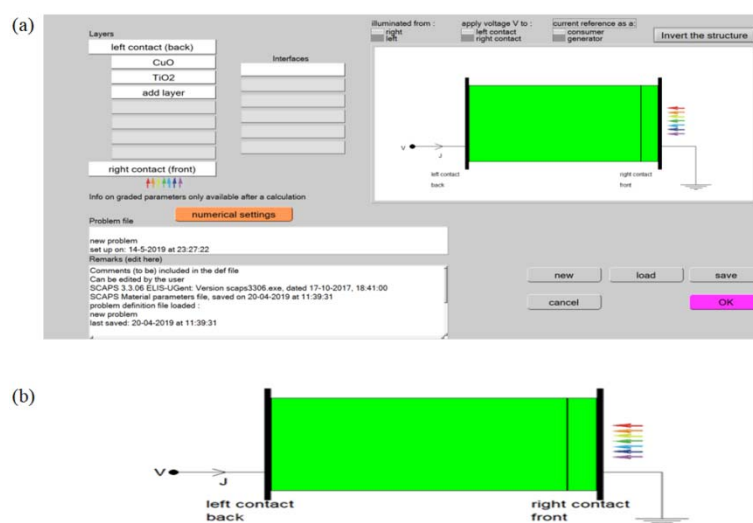 (a)
Layers
left contact (back)
CuO
TiO2
add layer
right contact (front)
Interfaces
illuminated from :
right
left
apply voltage V to :
left contact
right contact
current reference as a:
consumer
generator
Invert the structure
V
J
left contact
back
right contact
front
Info on graded parameters only available after a calculation
numerical settings
Problem file
new problem
set up on: 14-5-2019 at 23:27:22
Remarks (edit here)
Comments (to be) included in the def file
Can be edited by the user
SCAPS 3.3.06 ELIS-UGent: Version scaps3306.exe, dated 17-10-2017, 18:41:00
SCAPS Material parameters file, saved on 20-04-2019 at 11:39:31
problem definition file loaded :
new problem
last saved: 20-04-2019 at 11:39:31
new
load
save
cancel
OK
(b)
V
J
left contact
back
right contact
front